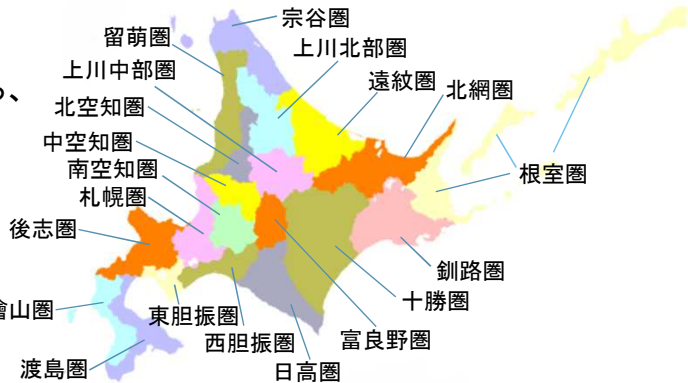 宗谷圏
留萌圏
上川北部圏
上川中部圏
遠紋圏
北網圏
北空知圏
中空知圏
南空知圏
札幌圏
根室圏
後志圏
釧路圏
十勝圏
檜山圏
東胆振圏
西胆振圏
富良野圏
日高圏
渡島圏